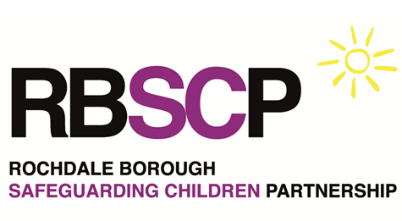 RBSCP
ROCHDALE BOROUGH
SAFEGUARDING CHILDREN PARTNERSHIP